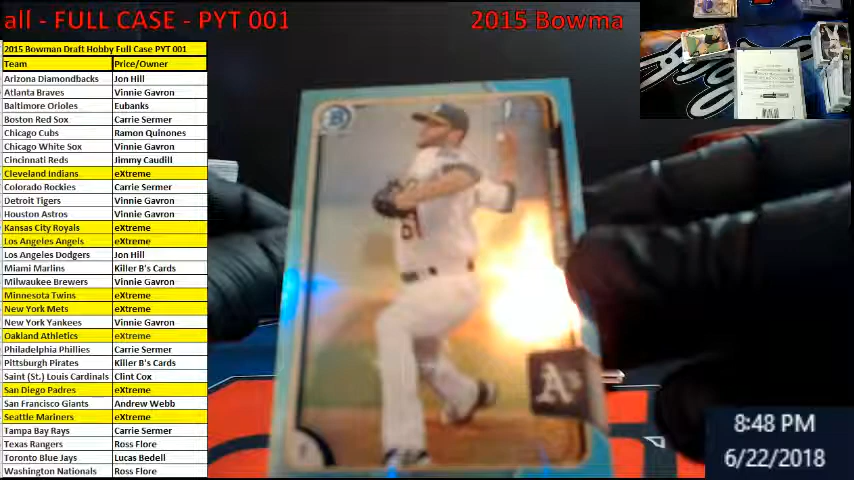 all - FULL CASE - PYT 001
2015 Bowma
2015 Bowman Draft Hobby Full Case PYT 001
Team Price/Owner
Arizona Diamondbacks Jon Hill
Atlanta Braves Vinnie Gavron
Baltimore Orioles Eubanks
Boston Red Sox Carrie Sermer
Chicago Cubs Ramon Quinones
Chicago White Sox Vinnie Gavron
Cincinnati Reds Jimmy Caudill
Cleveland Indians eXtreme
Colorado Rockies Carrie Sermer
Detroit Tigers Vinnie Gavron
Houston Astros Vinnie Gavron
Kansas City Royals eXtreme
Los Angeles Angels eXtreme
Los Angeles Dodgers Jon Hill
Miami Marlins Killer B's Cards
Milwaukee Brewers Vinnie Gavron
Minnesota Twins eXtreme
New York Mets eXtreme
New York Yankees Vinnie Gavron
Oakland Athletics eXtreme
Philadelphia Phillies Carrie Sermer
Pittsburgh Pirates Killer B's Cards
Saint (St.) Louis Cardinals Clint Cox
San Diego Padres eXtreme
San Francisco Giants Andrew Webb
Seattle Mariners eXtreme
Tampa Bay Rays Carrie Sermer
Texas Rangers Ross Flore
Toronto Blue Jays Lucas Bedell
Washington Nationals Ross Flore
B
61
A's
8:48 PM
6/22/2018